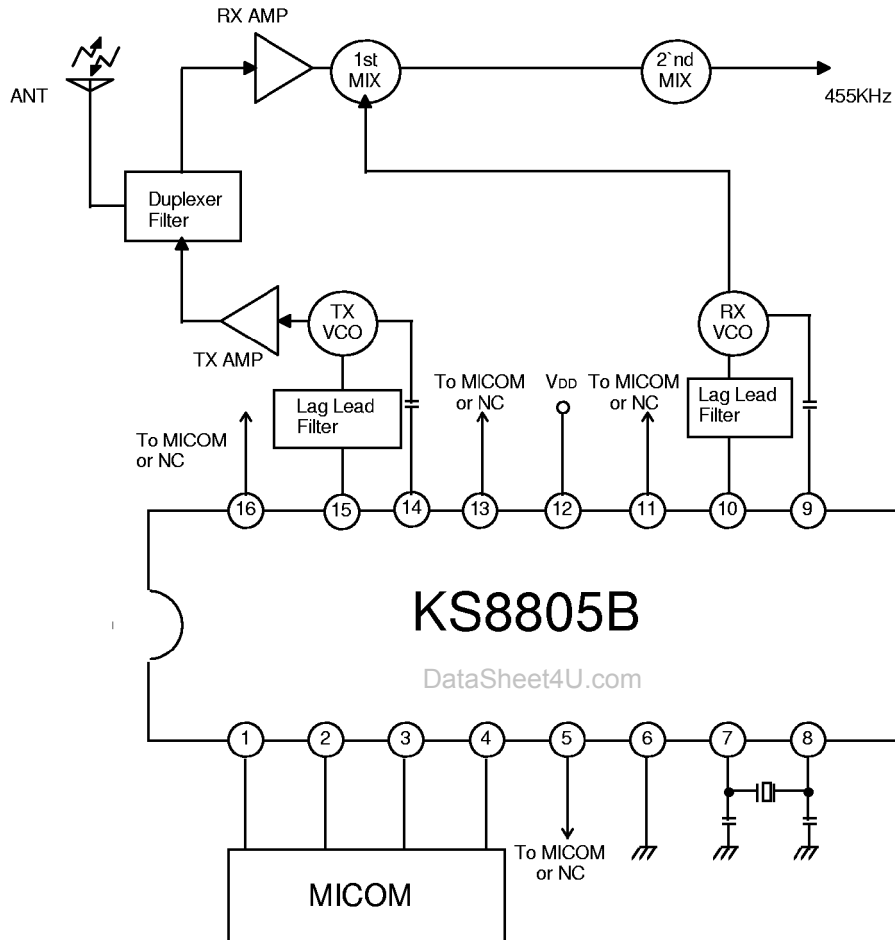 RX AMP
1st
MIX
2`nd
MIX
ANT
455KHz
Duplexer
Filter
TX
VCO
RX
VCO
TX AMP
To MICOM
or NC
VDD
To MICOM
or NC
Lag Lead
Filter
Lag Lead
Filter
To MICOM
or NC
16
15
14
13
12
11
10
9
KS8805B
DataSheet4U.com
1
2
3
4
5
6
7
8
To MICOM
or NC
MICOM